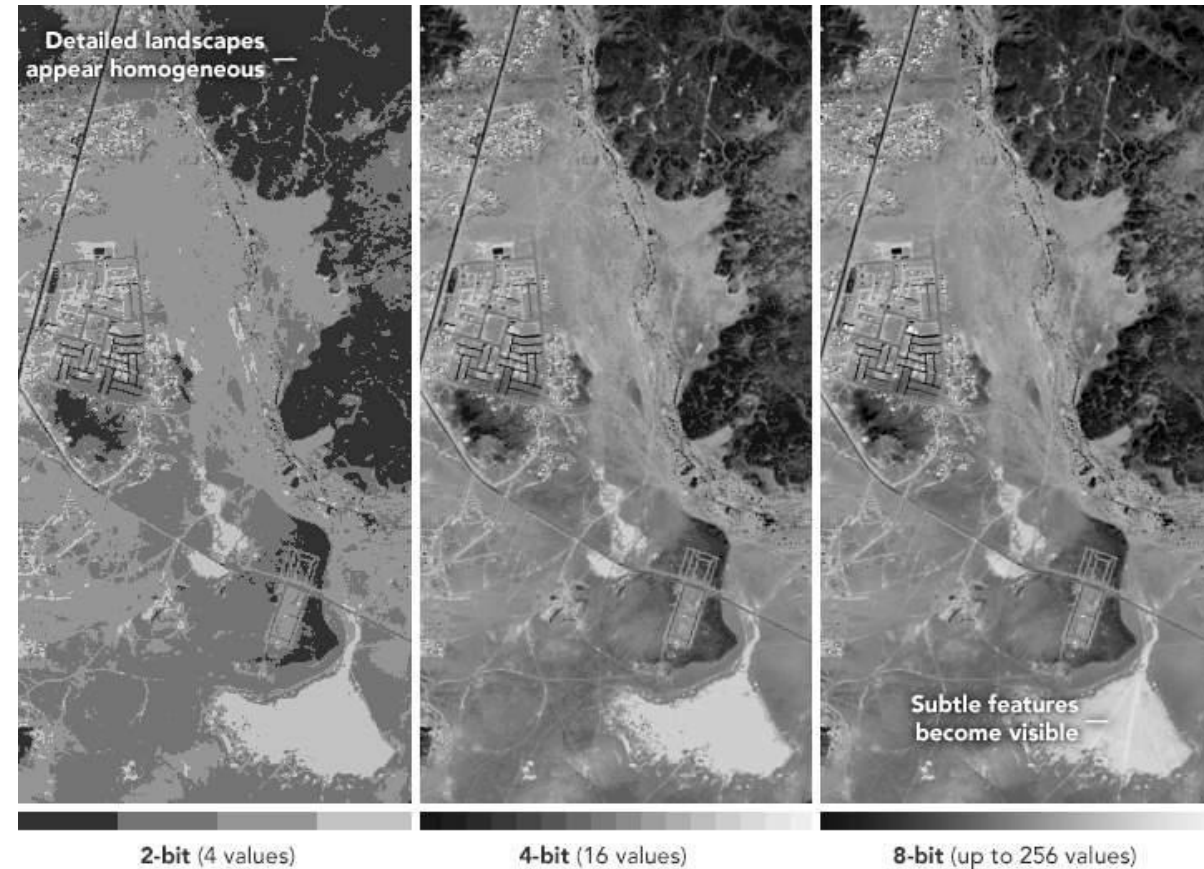 Detailed landscapes
appear homogeneous
Subtle features
become visible
2-bit (4 values)
4-bit (16 values)
8-bit (up to 256 values)